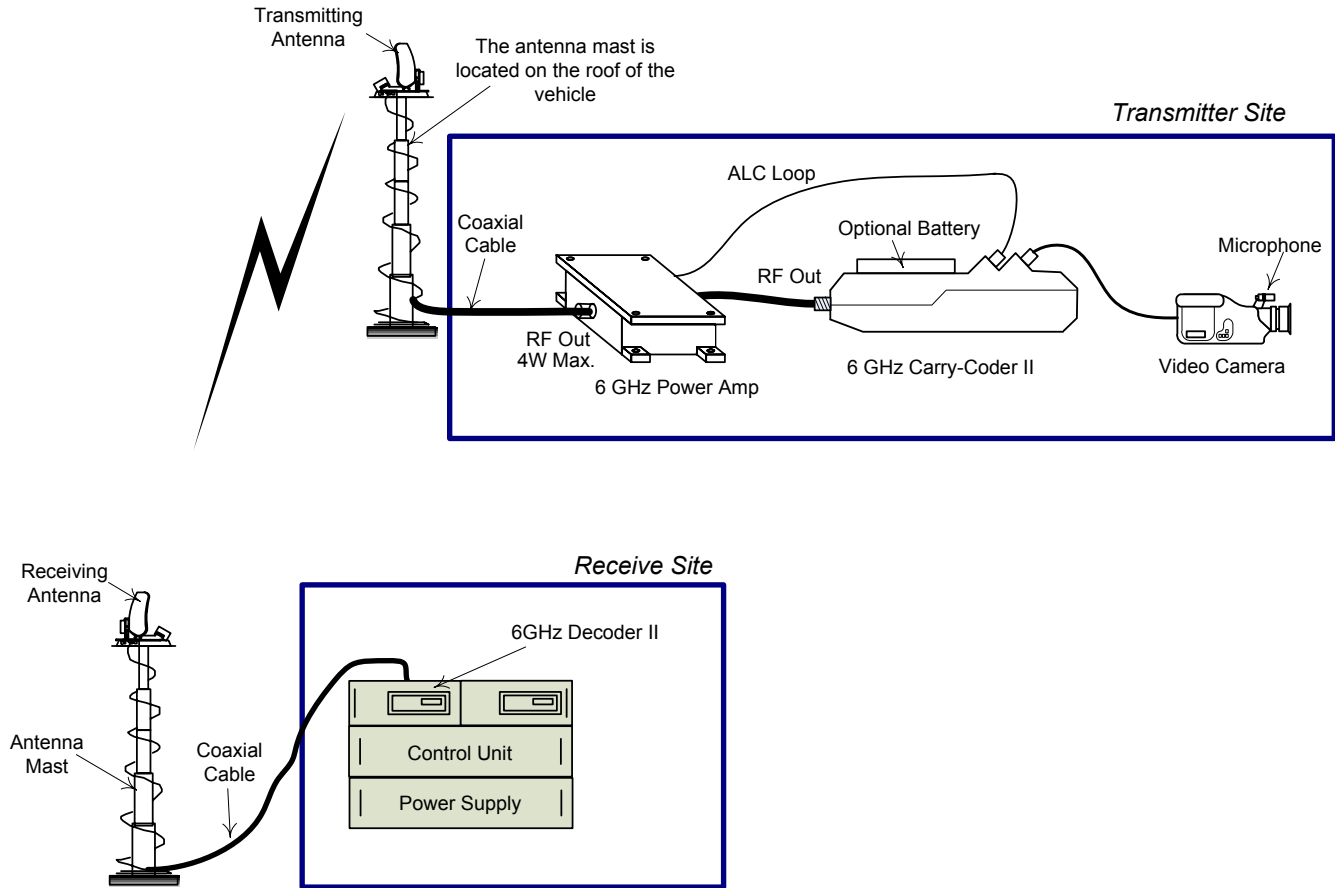 Transmitting
Antenna
The antenna mast is
located on the roof of the
vehicle
Transmitter Site
ALC Loop
Coaxial
Cable
Optional Battery
RF Out
Microphone
RF Out
4W Max.
6 GHz Power Amp
6 GHz Carry-Coder II
Video Camera
Receive Site
Receiving
Antenna
6GHz Decoder II
Antenna
Mast
Coaxial
Cable
Control Unit
Power Supply